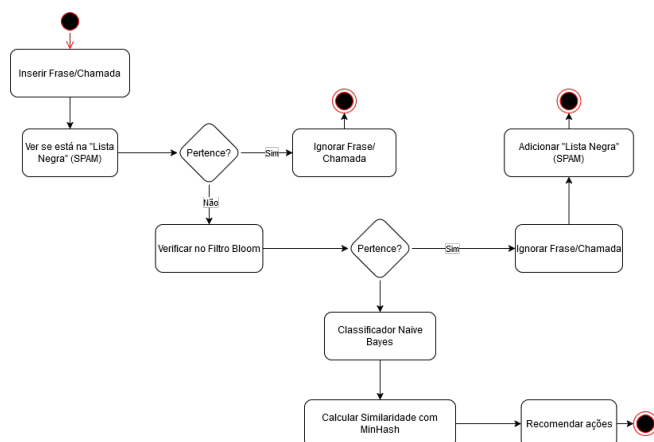 Inserir Frase/Chamada
Ver se está na "Lista
Negra" (SPAM)
Pertence?
Sim
Ignorar Frase/
Chamada
Adicionar "Lista Negra"
(SPAM)
Não
Verificar no Filtro Bloom
Pertence?
Sim
Ignorar Frase/Chamada
Classificador Naive
Bayes
Calcular Similaridade com
MinHash
Recomendar ações